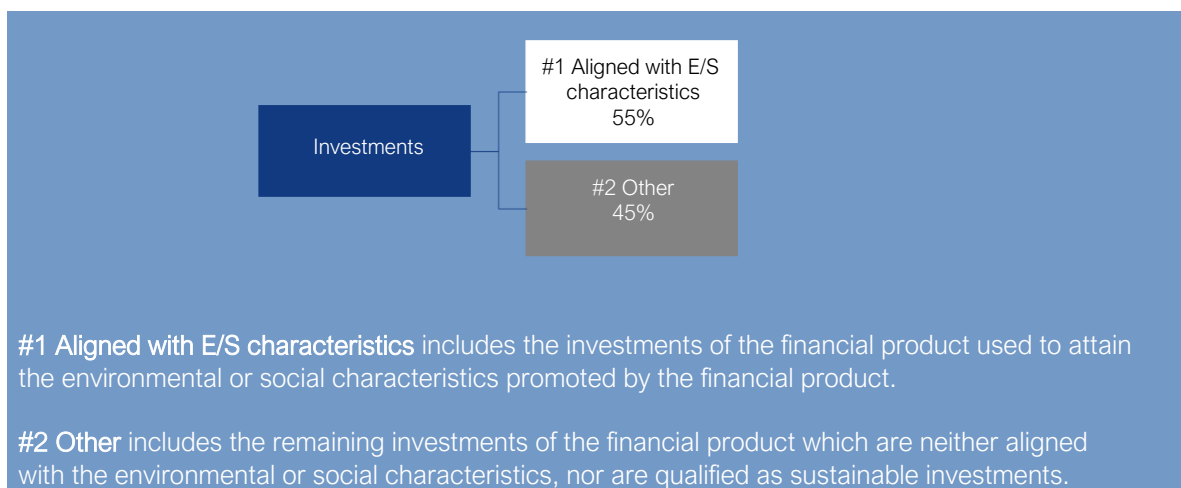 #1 Aligned with E/S
characteristics
55%
Investments
#2 Other
45%
#1 Aligned with E/S characteristics includes the investments of the financial product used to attain
the environmental or social characteristics promoted by the financial product.
#2 Other includes the remaining investments of the financial product which are neither aligned
with the environmental or social characteristics, nor are qualified as sustainable investments.